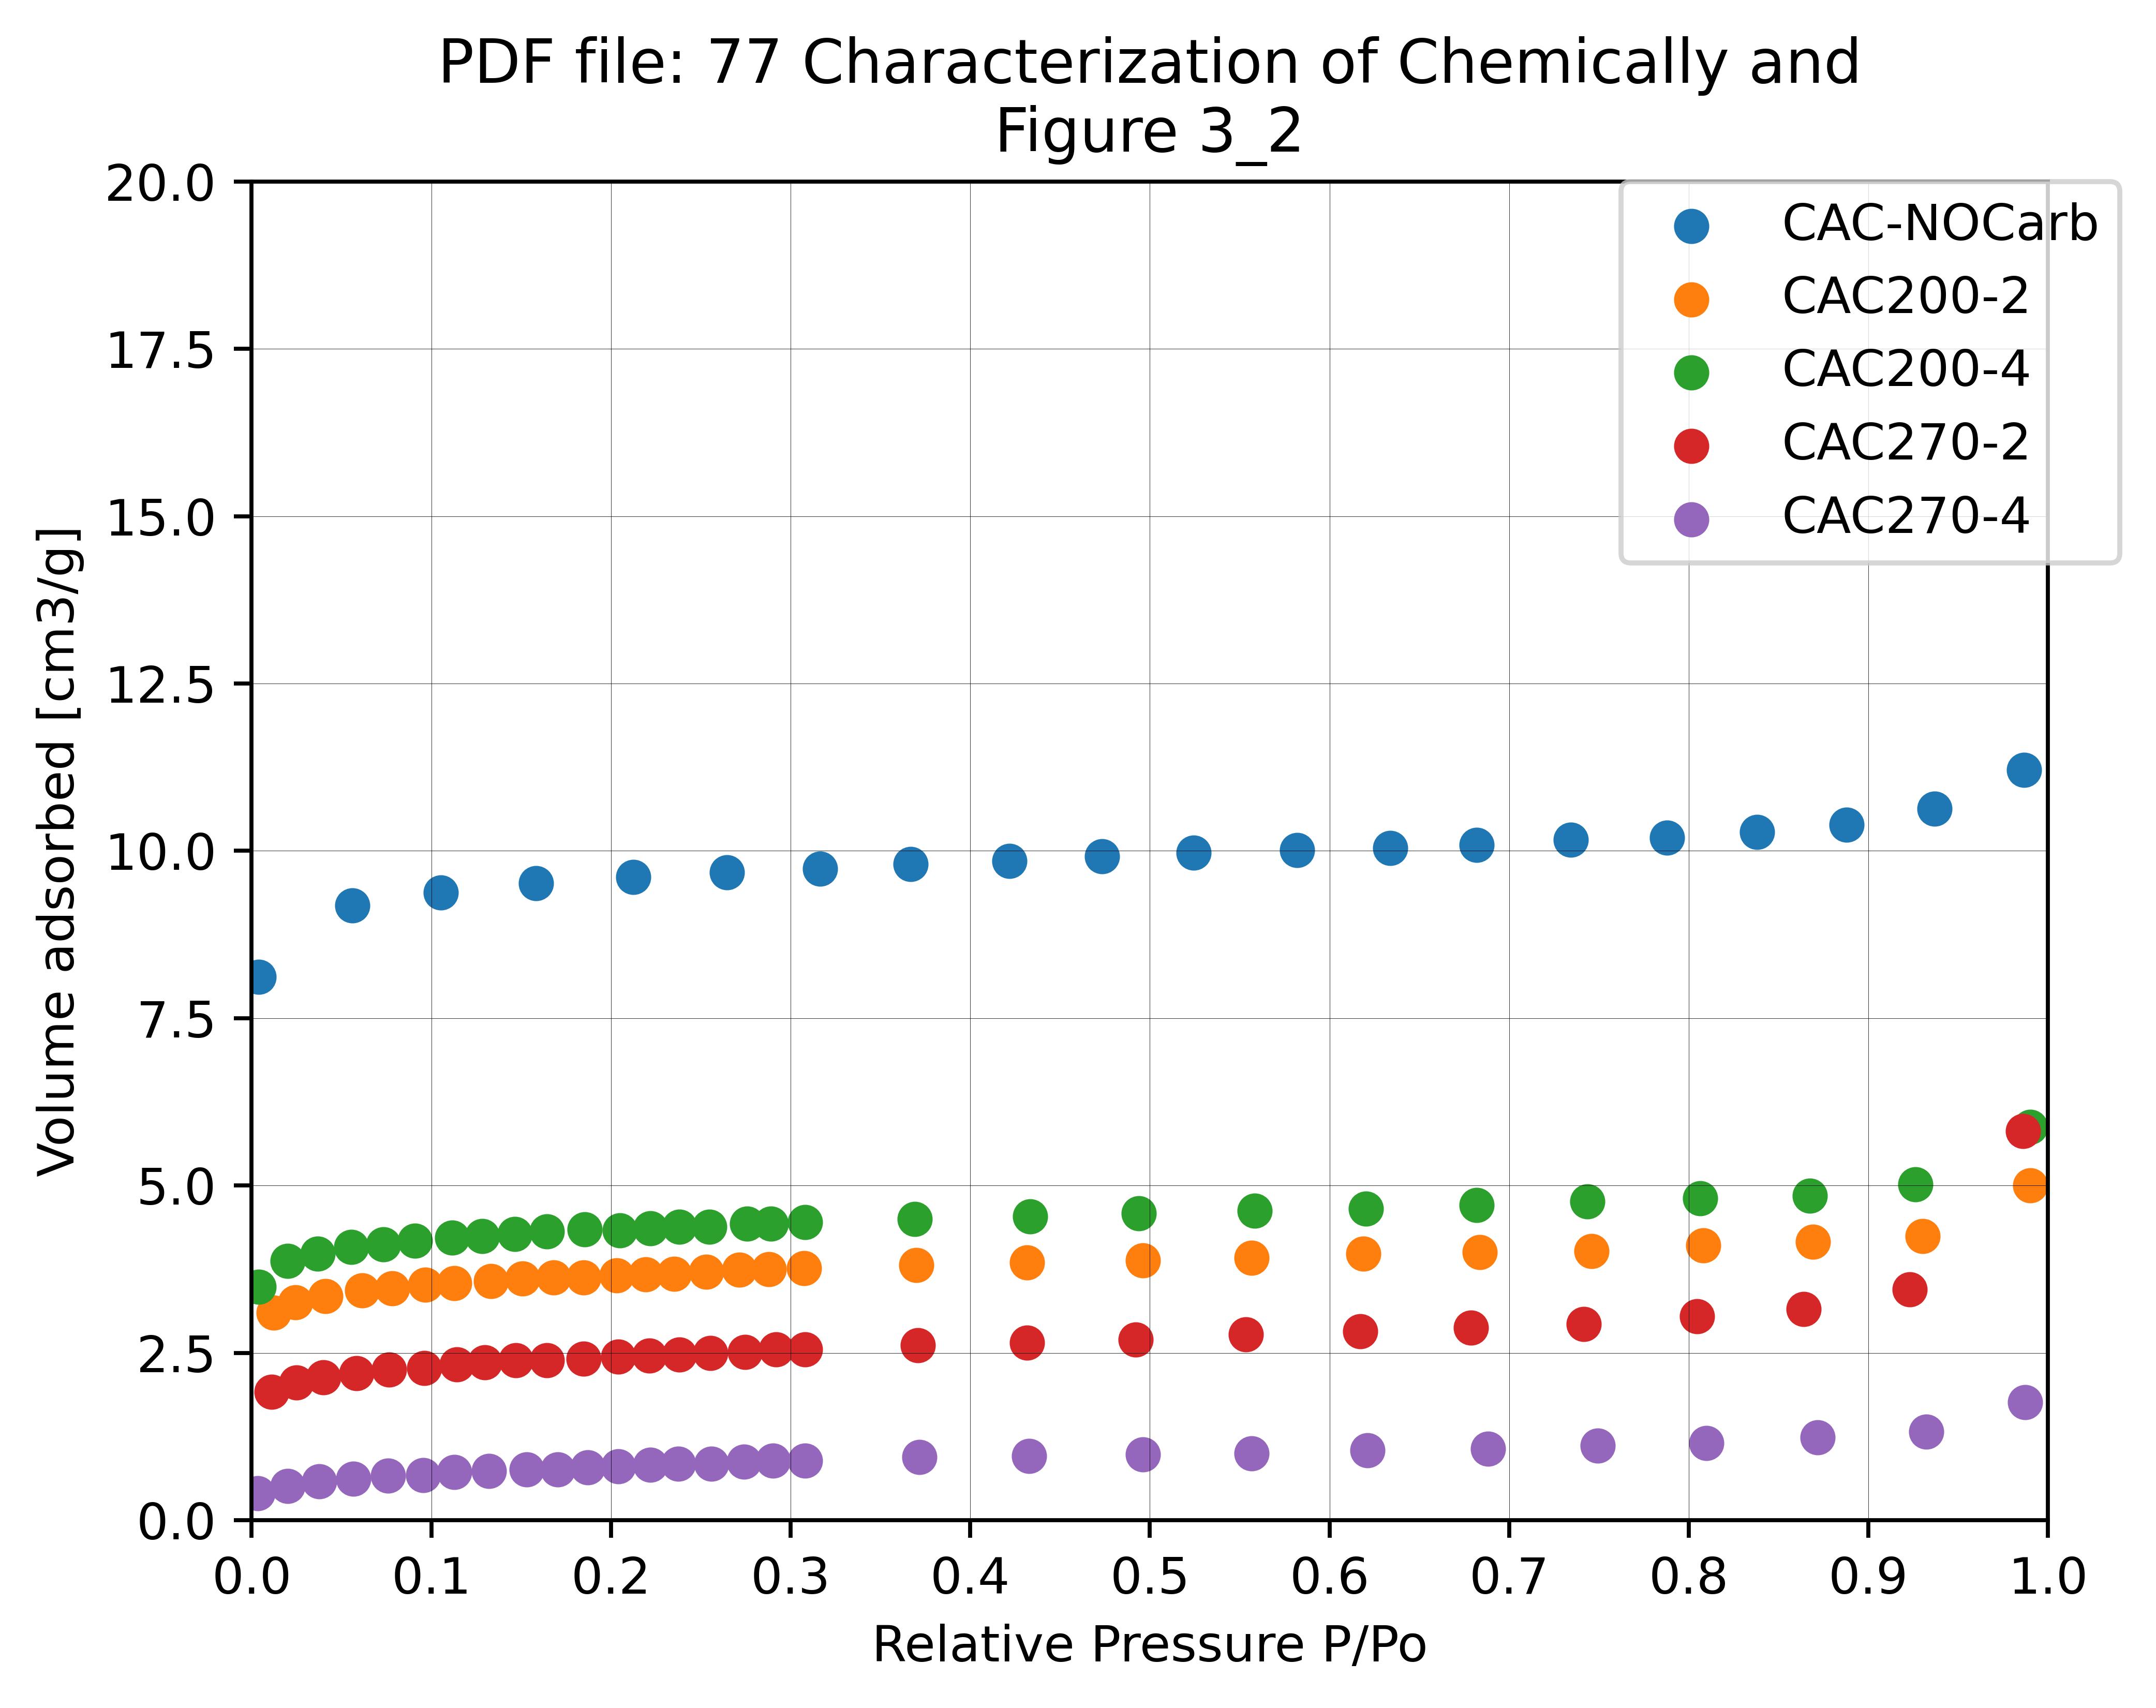 PDF file: 77 Characterization of Chemically and
Figure 3_2
20.0
17.5
15.0
12.5
10.0
7.5
5.0
2.5
0.0
Volume adsorbed [cm3/g]
CAC-NOCarb
CAC200-2
CAC200-4
CAC270-2
CAC270-4
0.0 0.1 0.2 0.3 0.4 0.5 0.6 0.7 0.8 0.9 1.0
Relative Pressure P/Po